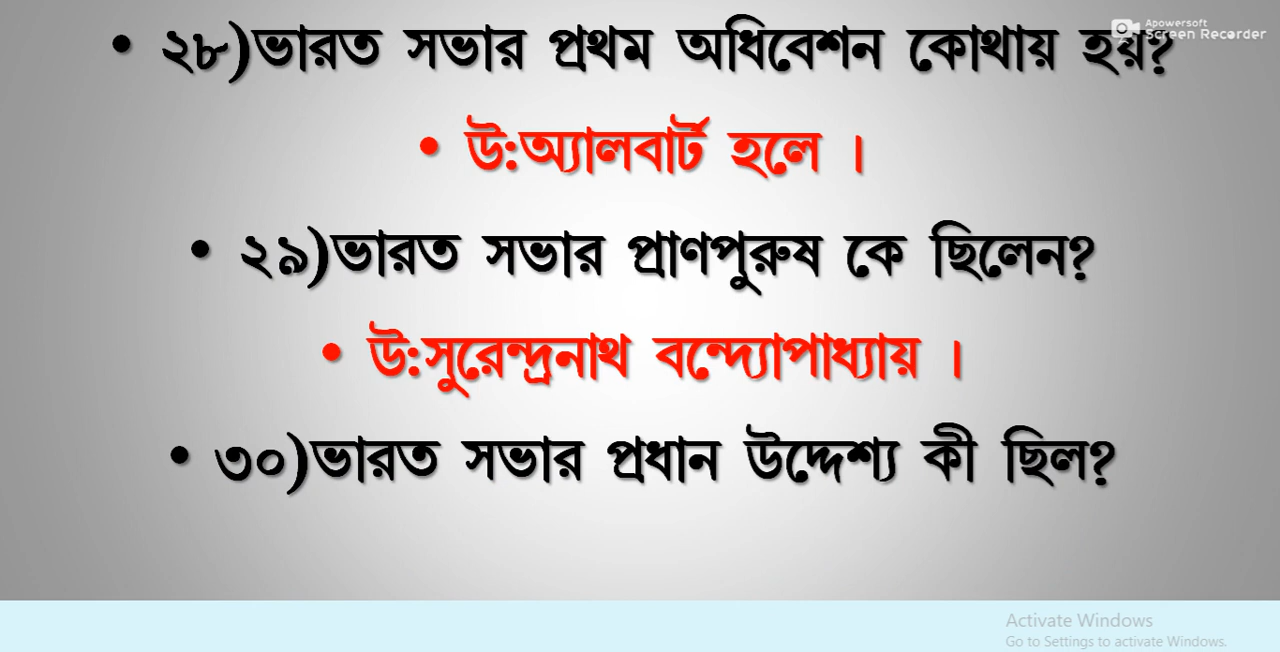 • ২৮)ভারত সভার প্রথম অধিবেশন কোথায় হয়?
Apowersoft
Screen Recorder
• উ:অ্যালবার্ট হলে ।
• ২৯)ভারত সভার প্রাণপুরুষ কে ছিলেন?
• উ:সুরেন্দ্রনাথ বন্দ্যোপাধ্যায় ।
• ৩০)ভারত সভার প্রধান উদ্দেশ্য কী ছিল?
Activate Windows
Go to Settings to activate Windows.